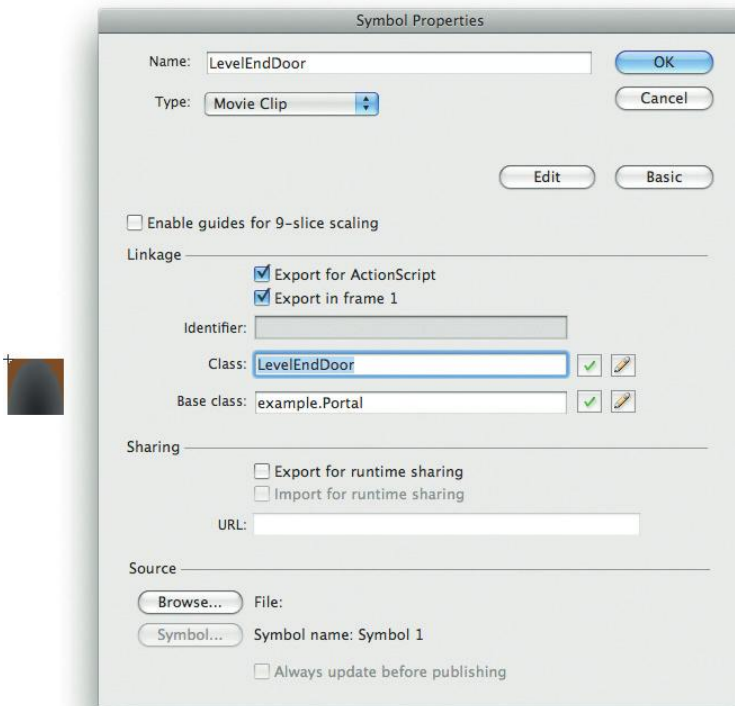 Symbol Properties
Name: LevelEndDoor OK
Type: Movie Clip Cancel
Edit Basic
Enable guides for 9-slice scaling
Linkage
Export for ActionScript
Export in frame 1
Identifier:
Class: LevelEndDoor
Base class: example.Portal
Sharing
Export for runtime sharing
Import for runtime sharing
URL:
Source
Browse... File:
Symbol... Symbol name: Symbol 1
Always update before publishing